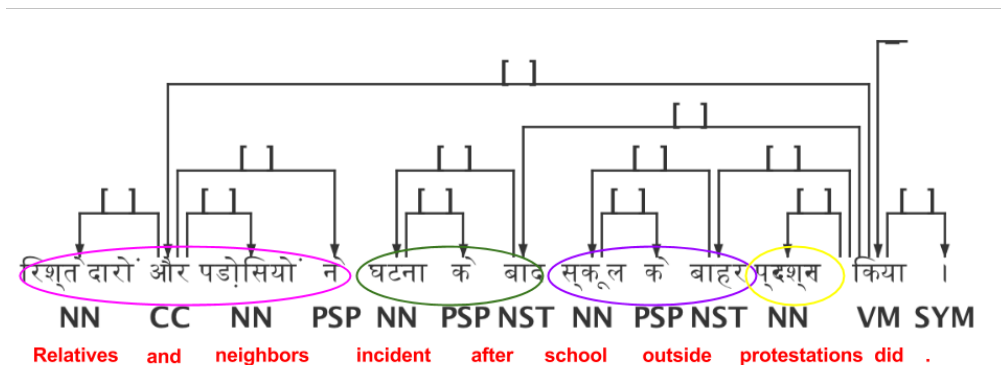 [ ]
[ ]
[ ] [ ] [ ] [ ]
[ ] [ ] [ ] [ ] [ ] [ ]
रिश्तेदारों और पड़ोसियों ने घटना के बाद स्कूल के बाहर प्रदर्शन किया ।
NN CC NN PSP NN PSP NST NN PSP NST NN VM SYM
Relatives and neighbors incident after school outside protestations did .